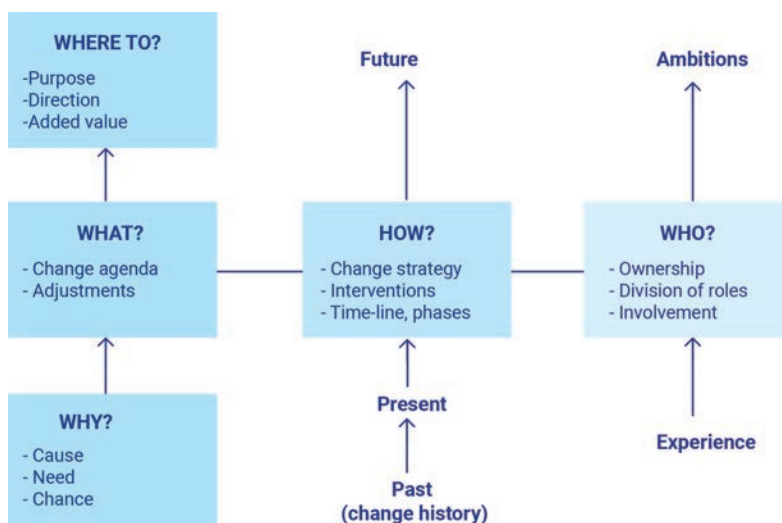 WHERE TO?
-Purpose
-Direction
-Added value
Future
Ambitions
WHAT?
- Change agenda
- Adjustments
HOW?
- Change strategy
- Interventions
- Time-line, phases
WHO?
- Ownership
- Division of roles
- Involvement
WHY?
- Cause
- Need
- Chance
Present
Past
(change history)
Experience